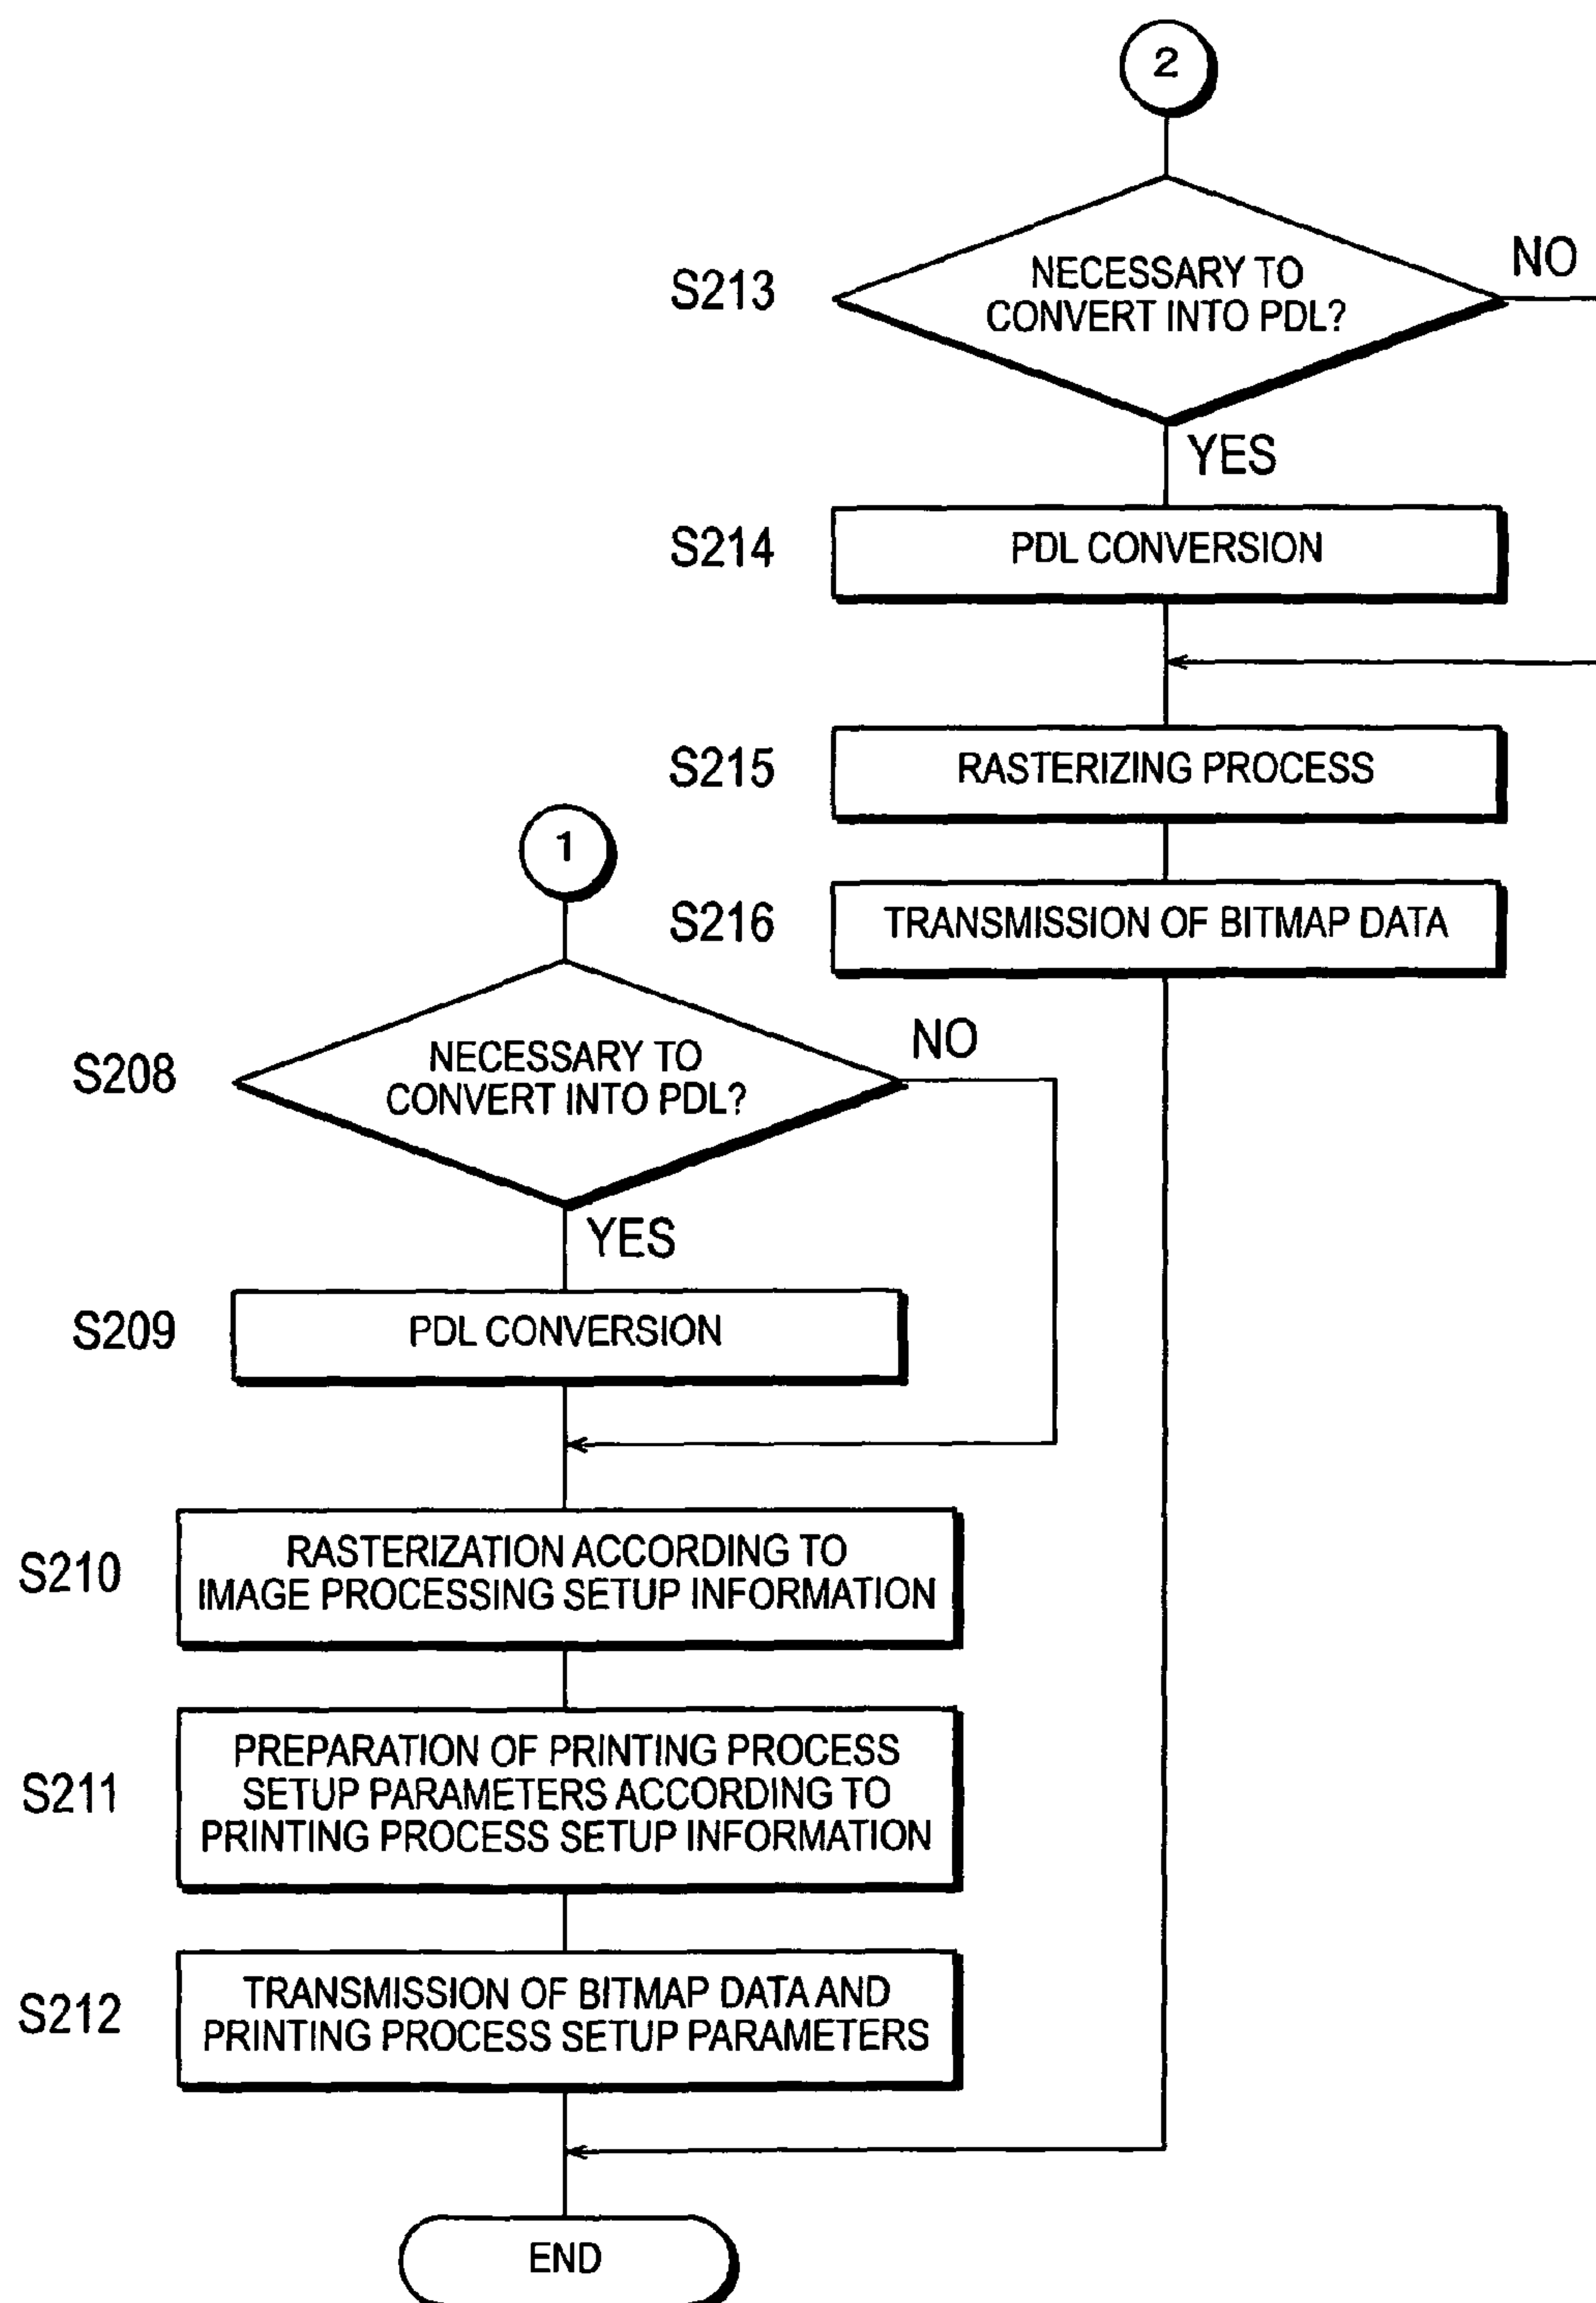 2
S213
NECESSARY TO
CONVERT INTO PDL?
NO
YES
S214
PDL CONVERSION
S215
RASTERIZING PROCESS
S216
TRANSMISSION OF BITMAP DATA
1
S208
NECESSARY TO
CONVERT INTO PDL?
NO
YES
S209
PDL CONVERSION
S210
RASTERIZATION ACCORDING TO
IMAGE PROCESSING SETUP INFORMATION
S211
PREPARATION OF PRINTING PROCESS
SETUP PARAMETERS ACCORDING TO
PRINTING PROCESS SETUP INFORMATION
S212
TRANSMISSION OF BITMAP DATA AND
PRINTING PROCESS SETUP PARAMETERS
END